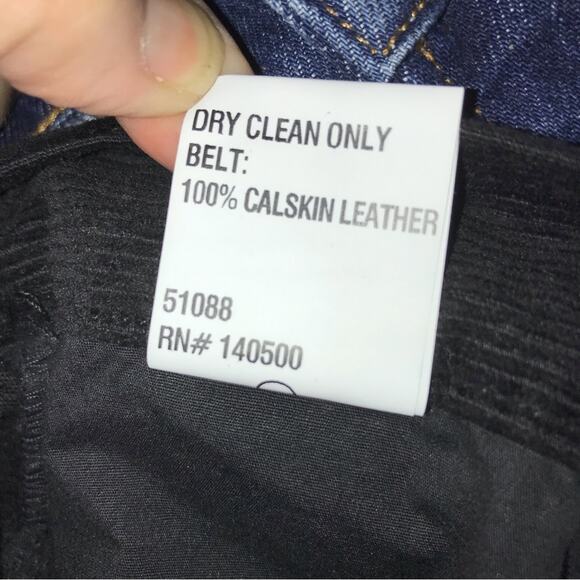 DRY CLEAN ONLY
BELT:
100% CALSKIN LEATHER
51088
RN# 140500